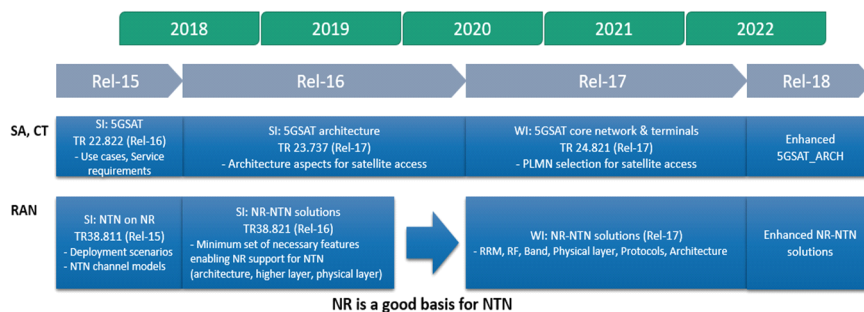 2018 2019 2020 2021 2022
Rel-15 Rel-16 Rel-17 Rel-18
SA, CT
SI: 5GSAT
TR 22.822 (Rel-16)
- Use cases, Service
requirements
SI: 5GSAT architecture
TR 23.737 (Rel-17)
- Architecture aspects for satellite access
WI: 5GSAT core network & terminals
TR 24.821 (Rel-17)
- PLMN selection for satellite access
Enhanced
5GSAT_ARCH
RAN
SI: NTN on NR
TR38.811 (Rel-15)
- Deployment scenarios
- NTN channel models
SI: NR-NTN solutions
TR38.821 (Rel-16)
- Minimum set of necessary features
enabling NR support for NTN
(architecture, higher layer, physical layer)
WI: NR-NTN solutions (Rel-17)
- RRM, RF, Band, Physical layer, Protocols, Architecture
Enhanced NR-NTN
solutions
NR is a good basis for NTN